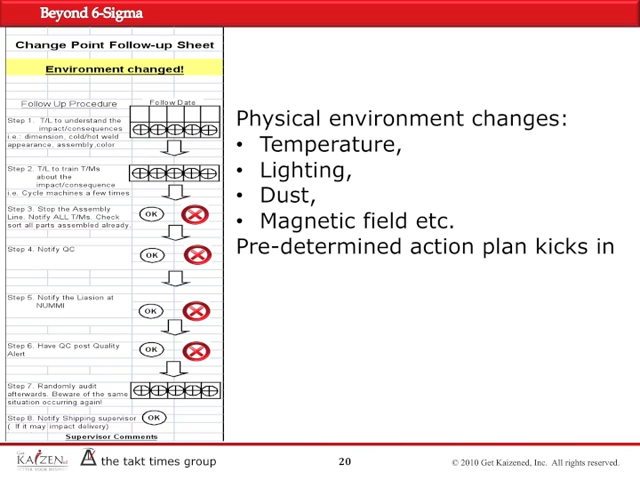 Beyond 6-Sigma
Change Point Follow-up Sheet
Environment changed!
Follow Up Procedure
Follow Date
Step 1. T/L to understand the
impact/consequences
i.e.: dimension, cold/hot weld
appearance, assembly,color
Step 2. T/L to train T/Ms
about the
impact/consequence
i.e. Cycle machines a few times
Step 3. Stop the Assembly
Line. Notify ALL T/Ms. Check
sort all parts assembled already.
OK
Step 4. Notify QC
OK
Step 5. Notify the Liasion at
NUMMI
OK
Step 6. Have QC post Quality
Alert
OK
Step 7. Randomly audit
afterwards. Beware of the same
situation occurring again!
Step 8. Notify Shipping supervisor
( If it may impact delivery)
OK
Supervisor Comments
Physical environment changes:
• Temperature,
• Lighting,
• Dust,
• Magnetic field etc.
Pre-determined action plan kicks in
Get
KAIZENed
the takt times group
20
© 2010 Get Kaizened, Inc. All rights reserved.